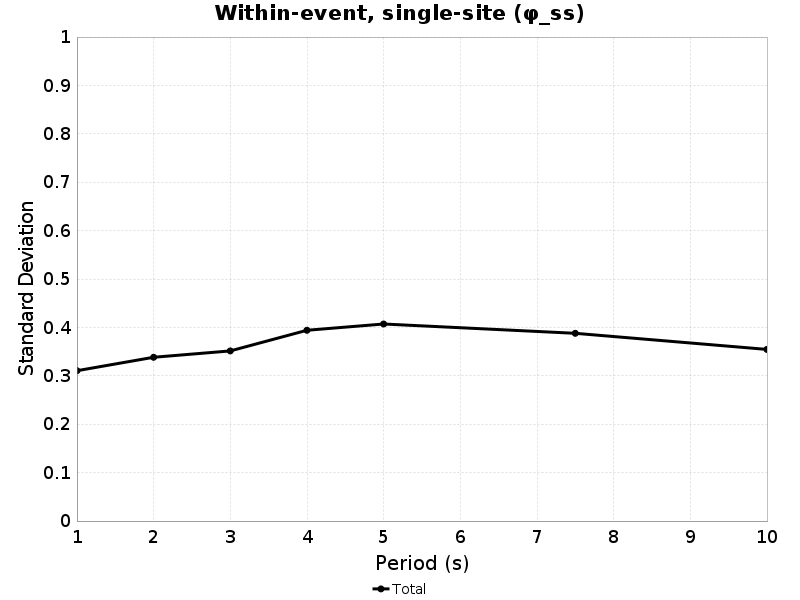 Within-event, single-site (φ_ss)
1
0.9
0.8
0.7
0.6
0.5
0.4
0.3
0.2
0.1
0
Standard Deviation
1 2 3 4 5 6 7 8 9 10
Period (s)
Total